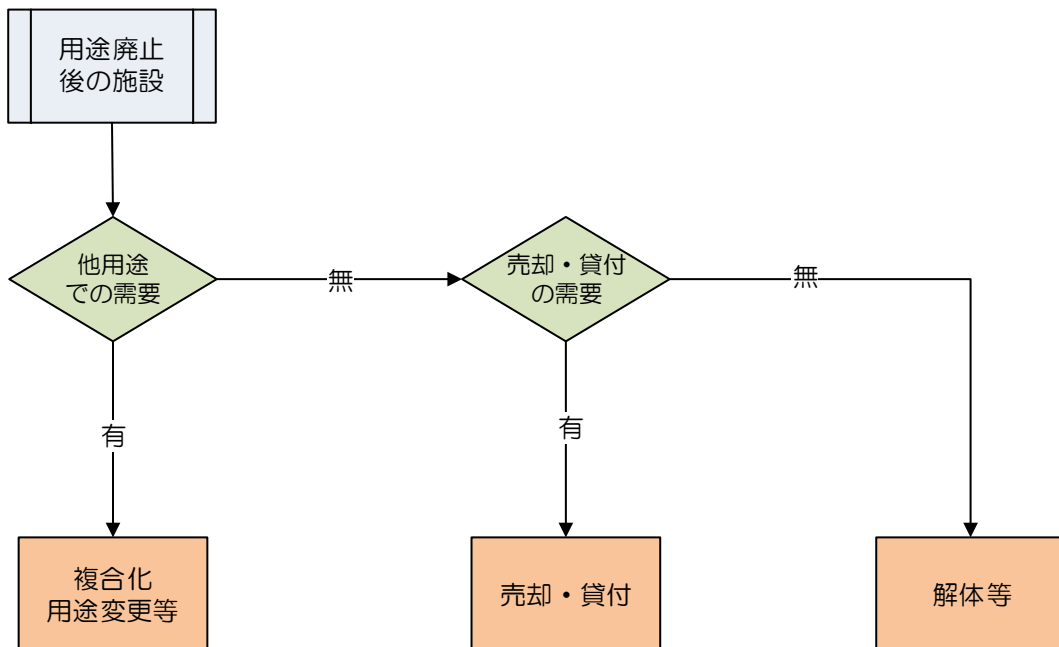 用途廃止
後の施設
他用途
での需要
無
売却・貸付
の需要
無
有
有
複合化
用途変更等
売却・貸付
解体等